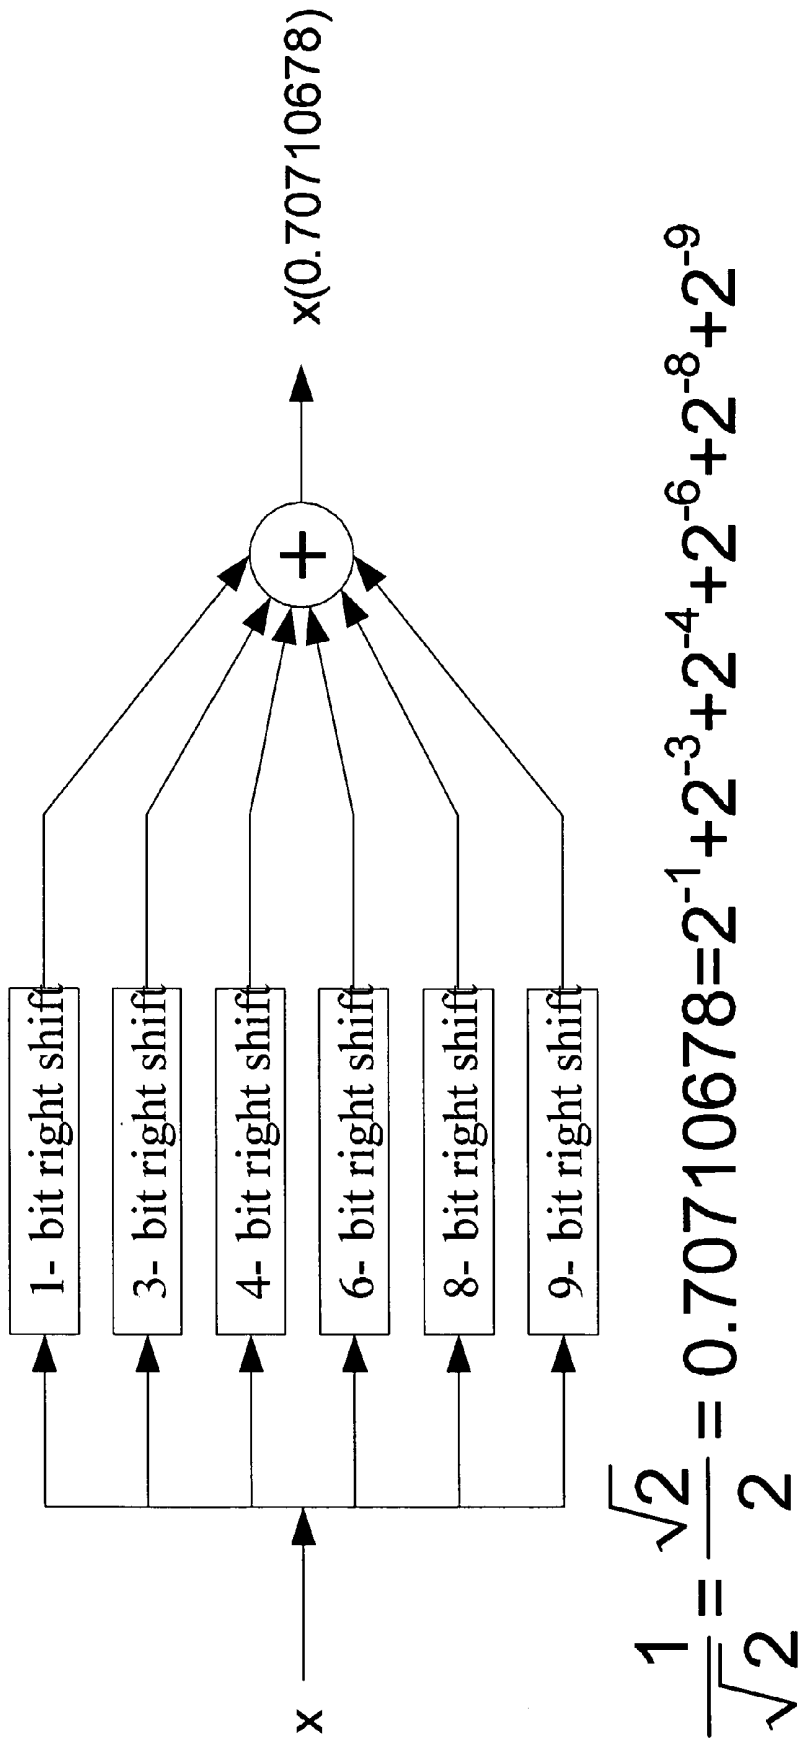 x
1- bit right shift
3- bit right shift
4- bit right shift
6- bit right shift
8- bit right shift
9- bit right shift
+
x(0.70710678)
1/√2 = √2/2 = 0.70710678=2⁻¹+2⁻³+2⁻⁴+2⁻⁶+2⁻⁸+2⁻⁹